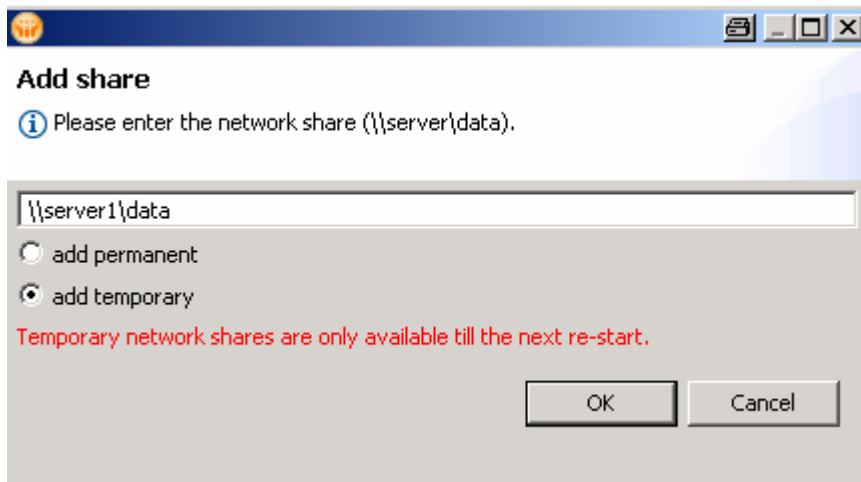 Add share
Please enter the network share (\\server\data).
\\server1\data
add permanent
add temporary
Temporary network shares are only available till the next re-start.
OK Cancel